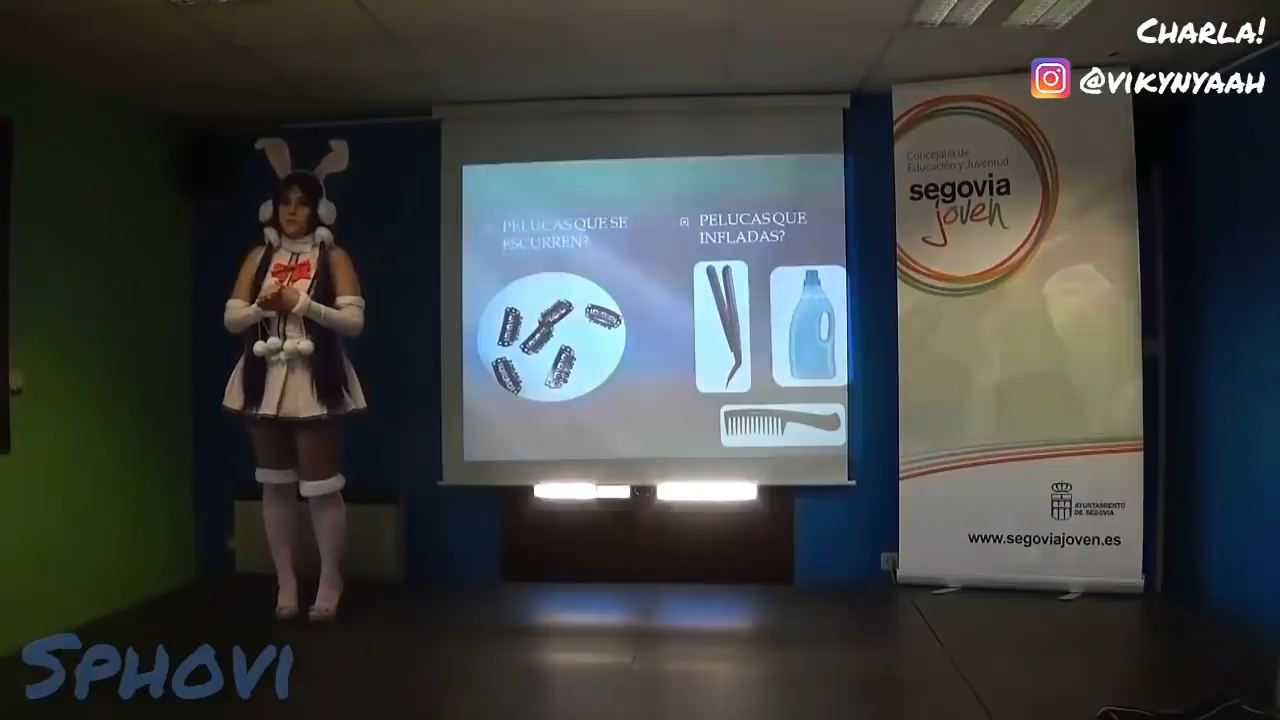 Charla!
@vikynyaah
PELUCAS QUE SE
ESCURREN?
PELUCAS QUE
INFLADAS?
Concejalía de
Educación y Juventud
segovia
joven
AYUNTAMIENTO
DE SEGOVIA
www.segoviajoven.es
Sphovi